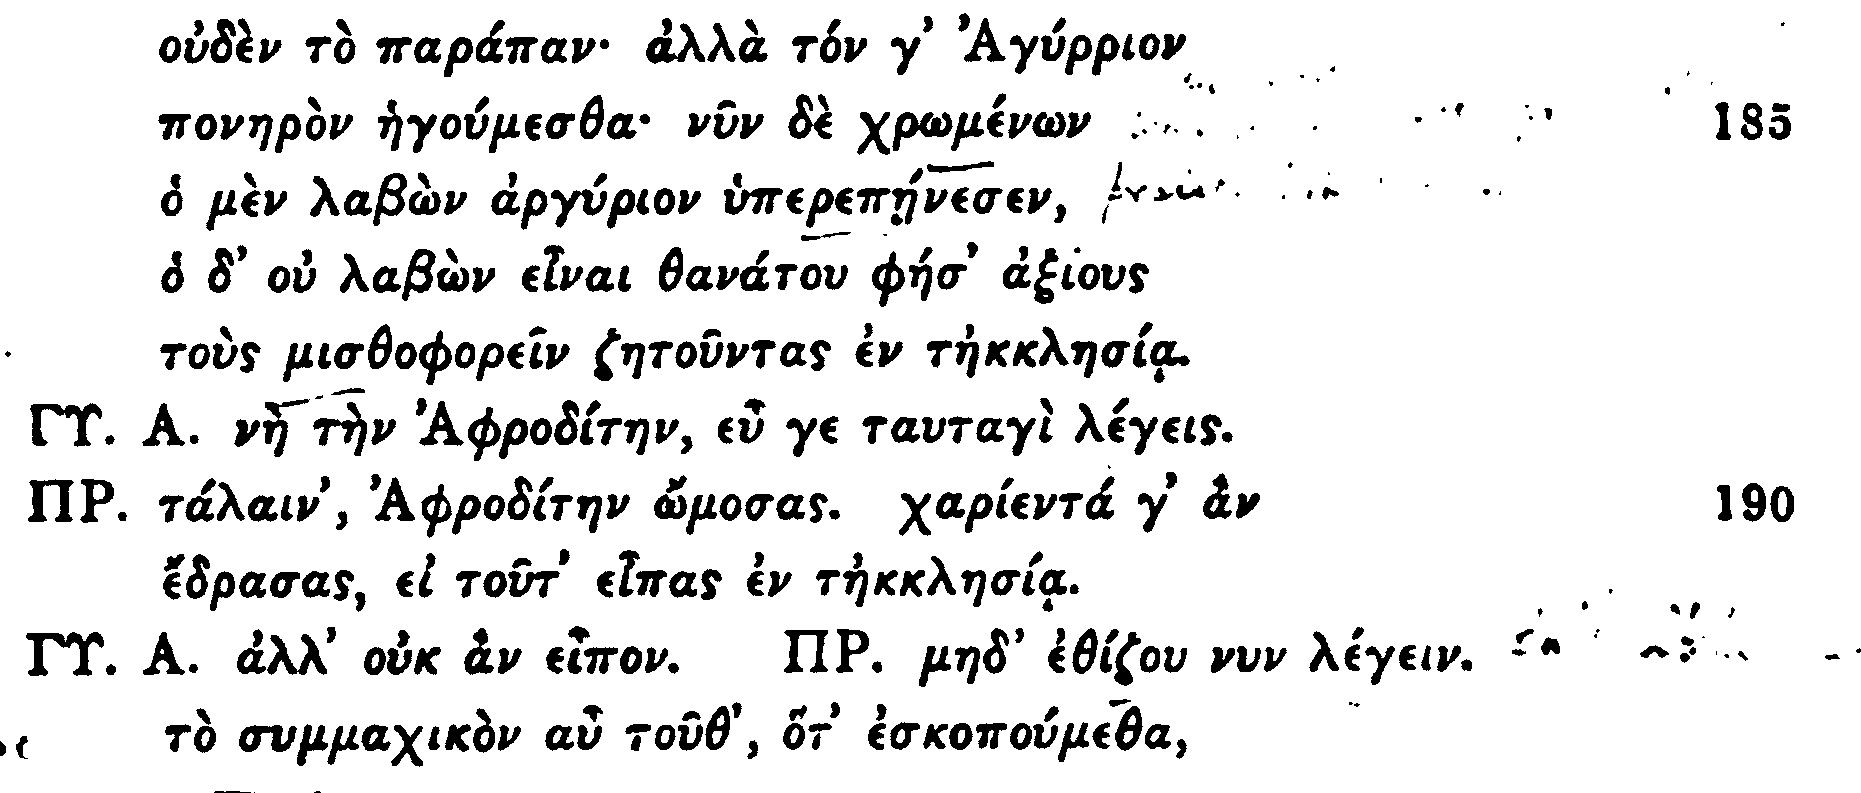 οὐδὲν τὸ παράπαν· ἀλλὰ τόν γ’ Ἀγύρριον
πονηρὸν ἡγούμεσθα· νῦν δὲ χρωμένων 185
ὁ μὲν λαβὼν ἀργύριον ὑπερεπῄνεσεν,
ὁ δ’ οὐ λαβὼν εἶναι θανάτου φήσ’ ἀξίους
τοὺς μισθοφορεῖν ζητοῦντας ἐν τἠκκλησίᾳ.
ΓΥ. Α. νὴ τὴν Ἀφροδίτην, εὖ γε ταυταγὶ λέγεις.
ΠΡ. τάλαιν’, Ἀφροδίτην ὤμοσας. χαρίεντά γ’ ἂν 190
ἔδρασας, εἰ τοῦτ’ εἶπας ἐν τἠκκλησίᾳ.
ΓΥ. Α. ἀλλ’ οὐκ ἂν εἶπον. ΠΡ. μηδ’ ἐθίζου νυν λέγειν.
τὸ συμμαχικὸν αὖ τοῦθ’, ὅτ’ ἐσκοπούμεθα,